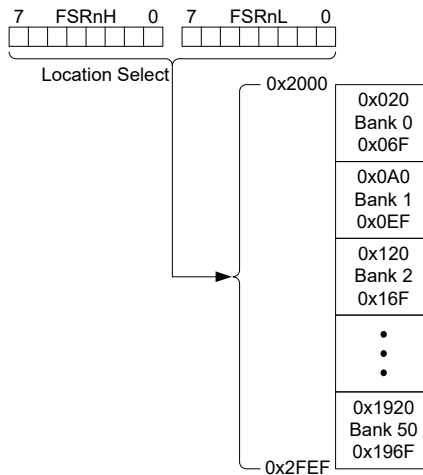 7 FSRnH 0 7 FSRnL 0
Location Select
0x2000
0x020
Bank 0
0x06F
0x0A0
Bank 1
0x0EF
0x120
Bank 2
0x16F
0x1920
Bank 50
0x196F
0x2FEF